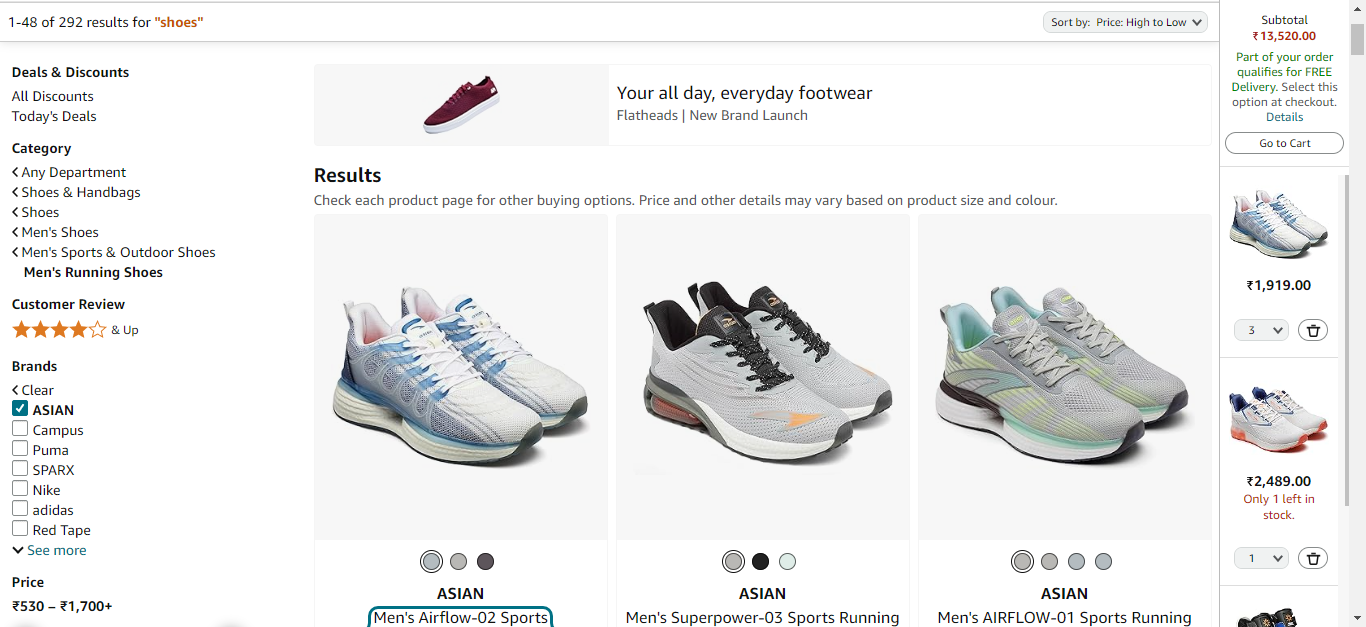 1-48 of 292 results for "shoes"
Sort by: Price: High to Low
Deals & Discounts
All Discounts
Today's Deals
Category
Any Department
Shoes & Handbags
Shoes
Men's Shoes
Men's Sports & Outdoor Shoes
Men's Running Shoes
Customer Review
& Up
Brands
Clear
ASIAN
Campus
Puma
SPARX
Nike
adidas
Red Tape
See more
Price
₹530 – ₹1,700+
Your all day, everyday footwear
Flatheads | New Brand Launch
Results
Check each product page for other buying options. Price and other details may vary based on product size and colour.
ASIAN
Men's Airflow-02 Sports
ASIAN
Men's Superpower-03 Sports Running
ASIAN
Men's AIRFLOW-01 Sports Running
Subtotal
₹13,520.00
Part of your order
qualifies for FREE
Delivery. Select this
option at checkout.
Details
Go to Cart
₹1,919.00
3
₹2,489.00
Only 1 left in
stock.
1